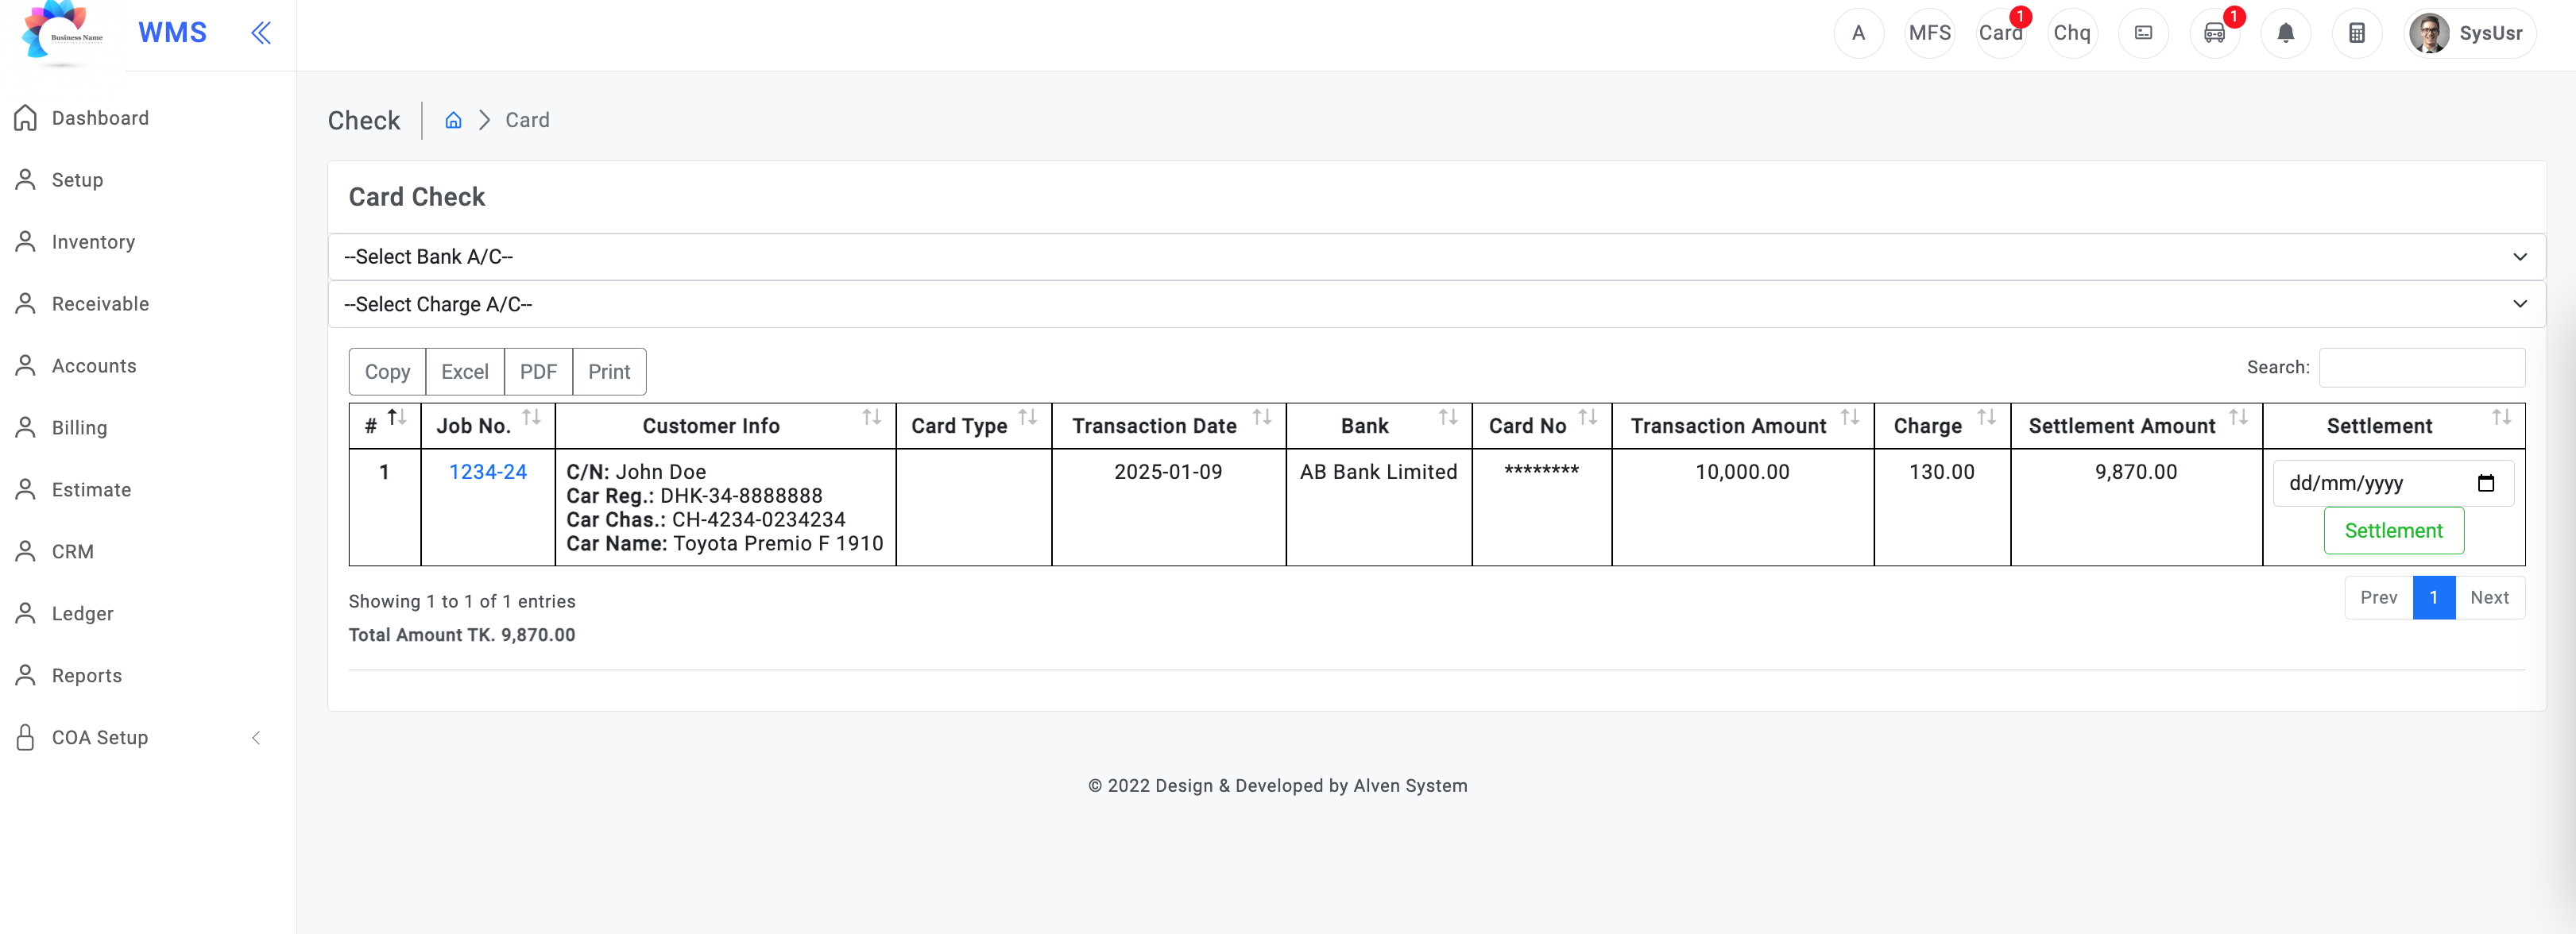 Business Name
WMS
A
MFS
Card
1
Chq
1
SysUsr
Dashboard
Setup
Inventory
Receivable
Accounts
Billing
Estimate
CRM
Ledger
Reports
COA Setup
Check
Card
Card Check
--Select Bank A/C--
--Select Charge A/C--
Copy Excel PDF Print
Search:
# Job No. Customer Info Card Type Transaction Date Bank Card No Transaction Amount Charge Settlement Amount Settlement
1 1234-24 C/N: John Doe 2025-01-09 AB Bank Limited ******** 10,000.00 130.00 9,870.00 dd/mm/yyyy
Car Reg.: DHK-34-8888888
Car Chas.: CH-4234-0234234
Car Name: Toyota Premio F 1910
Settlement
Showing 1 to 1 of 1 entries
Prev 1 Next
Total Amount TK. 9,870.00
© 2022 Design & Developed by Alven System